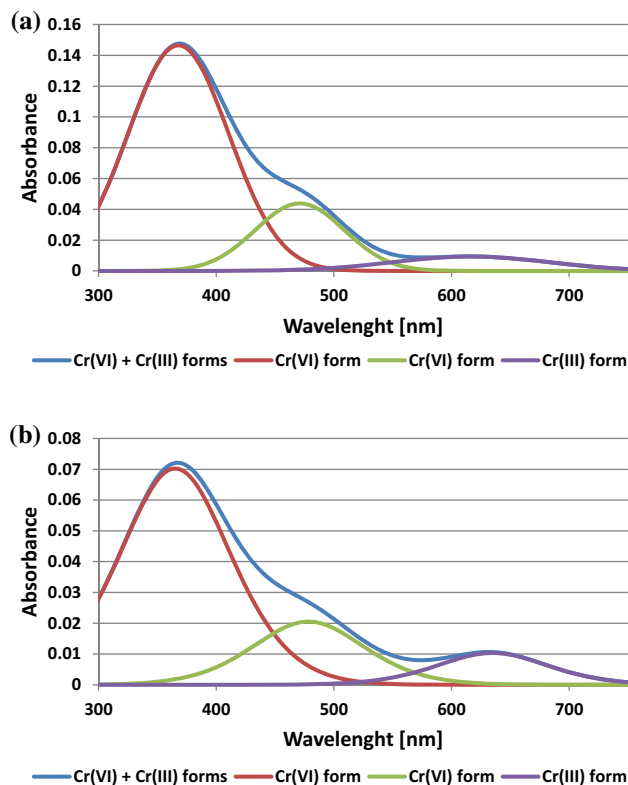 (a)
0.16
0.14
0.12
0.1
0.08
0.06
0.04
0.02
0
Absorbance
300 400 500 600 700
Wavelenght [nm]
Cr(VI) + Cr(III) forms Cr(VI) form Cr(VI) form Cr(III) form
(b)
0.08
0.07
0.06
0.05
0.04
0.03
0.02
0.01
0
Absorbance
300 400 500 600 700
Wavelenght [nm]
Cr(VI) + Cr(III) forms Cr(VI) form Cr(VI) form Cr(III) form